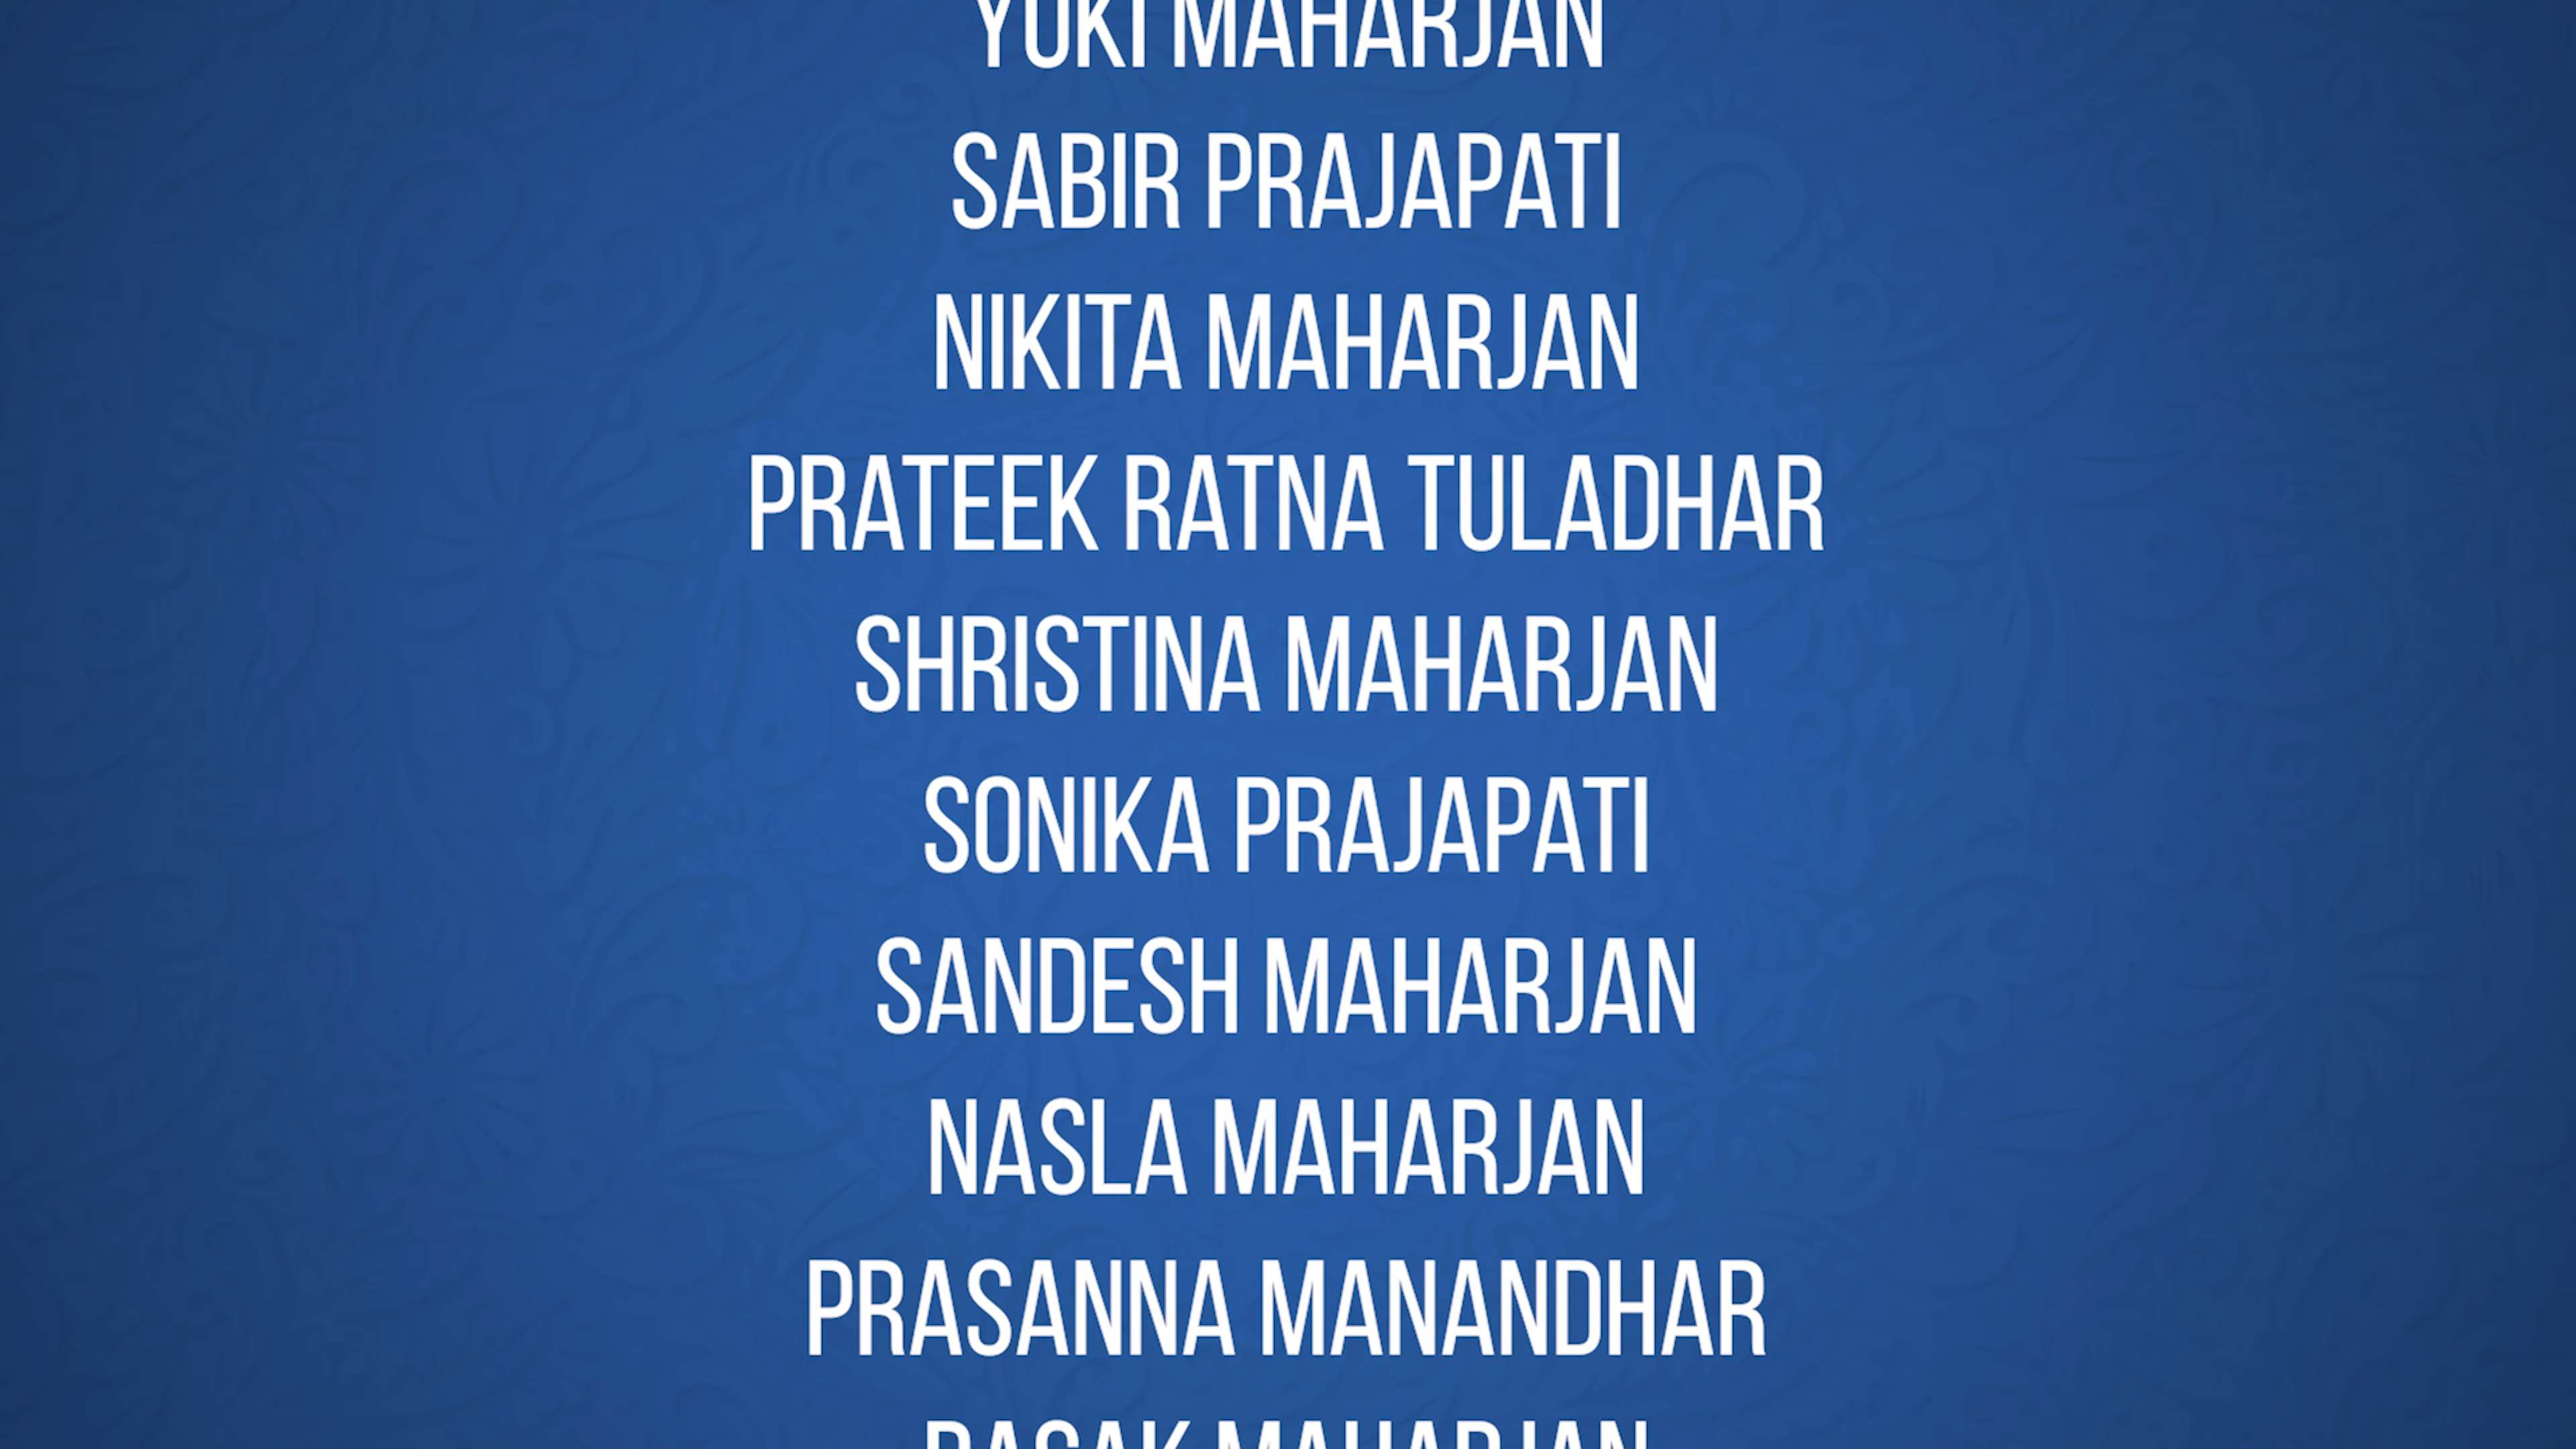 YUKI MAHARJAN
SABIR PRAJAPATI
NIKITA MAHARJAN
PRATEEK RATNA TULADHAR
SHRISTINA MAHARJAN
SONIKA PRAJAPATI
SANDESH MAHARJAN
NASLA MAHARJAN
PRASANNA MANANDHAR
MAHARJAN